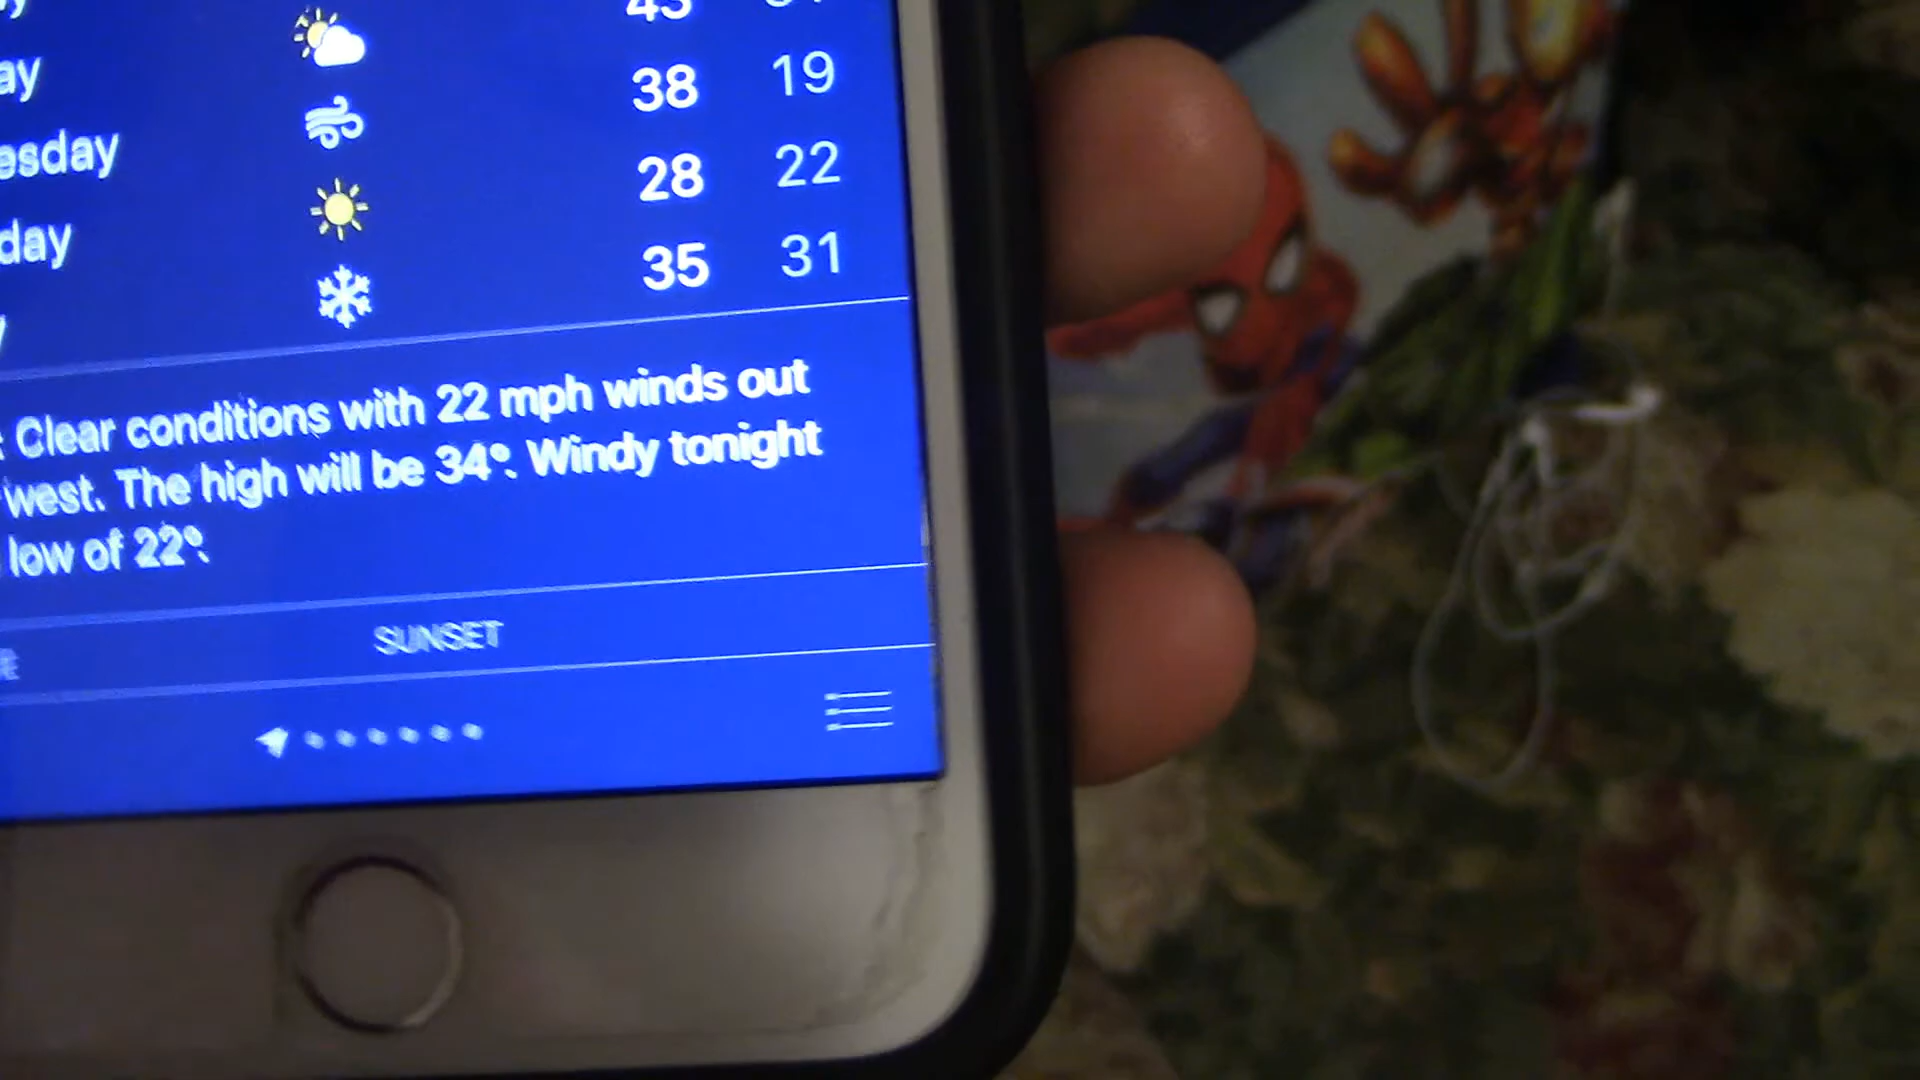 38 19
esday 28 22
day 35 31
: Clear conditions with 22 mph winds out
west. The high will be 34°. Windy tonight
low of 22°.
SUNSET